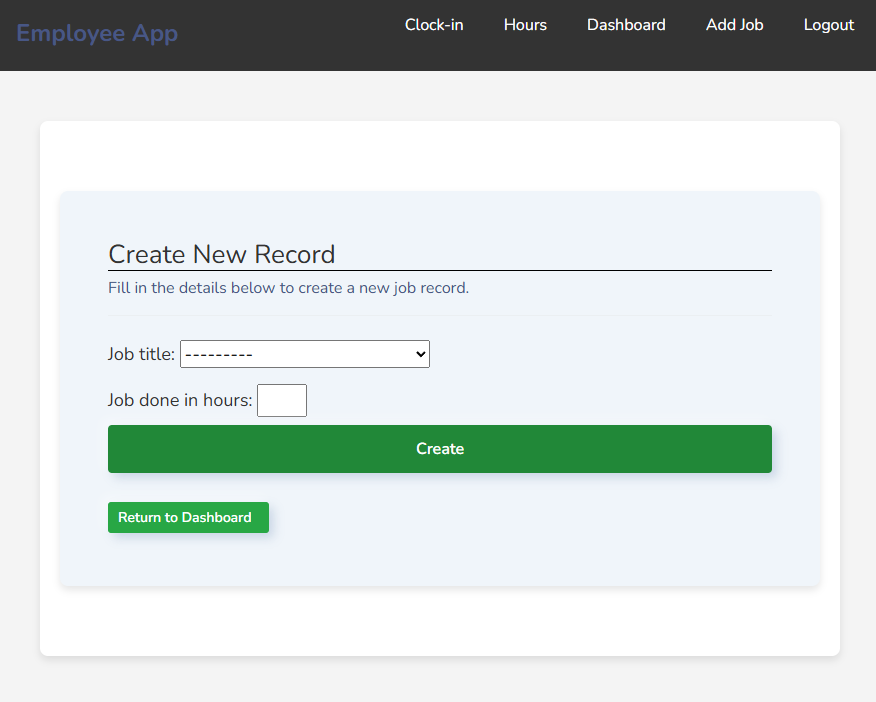 Employee App
Clock-in Hours Dashboard Add Job Logout
Create New Record
Fill in the details below to create a new job record.
Job title: ---------
Job done in hours:
Create
Return to Dashboard